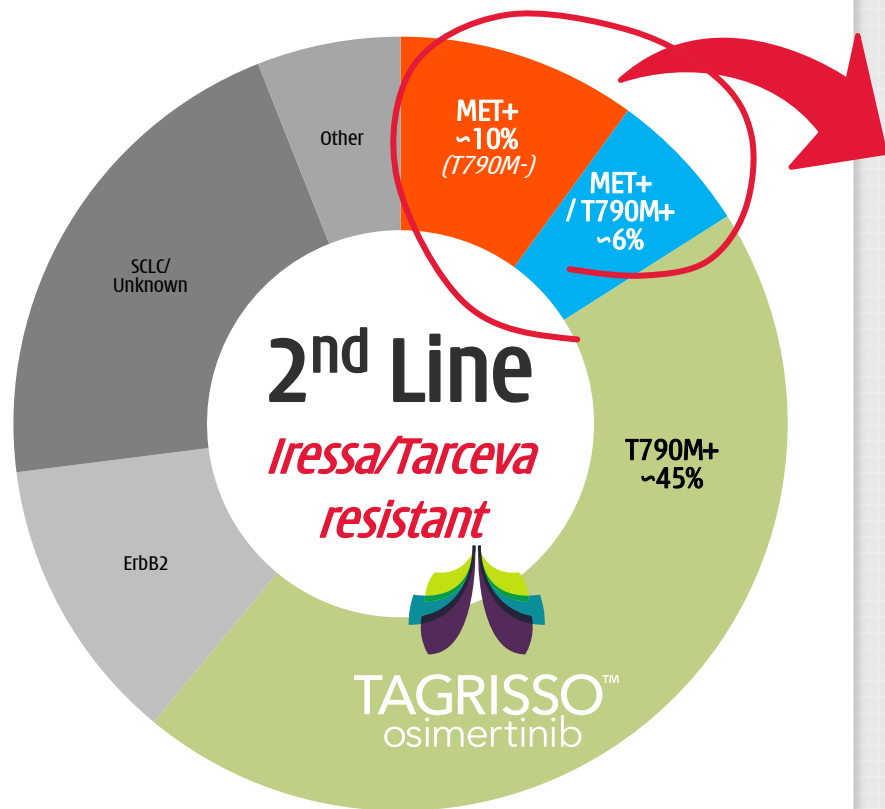 MET+
~10%
(T790M-)
MET+
/ T790M+
~6%
T790M+
~45%
ErbB2
SCLC/
Unknown
Other
2nd Line
Iressa/Tarceva
resistant
TAGRISSO™
osimertinib